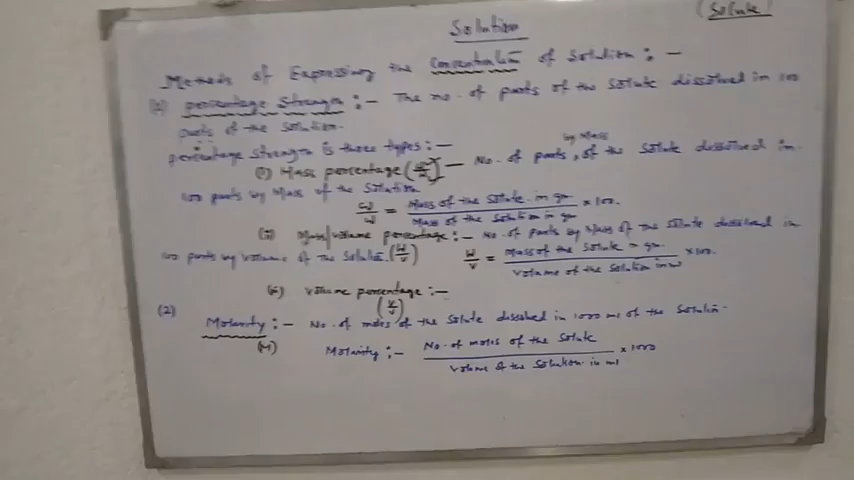 (Solute)
Solution
Methods of Expressing the Concentration of Solution : —
percentage strength : — The no. of parts of the solute dissolved in 100
parts of the solution.
percentage strength is three types : —
(i) Mass percentage (w/w) — No. of parts by Mass, of the solute dissolved in
100 parts by Mass of the solution
w/w = Mass of the solute in gm / Mass of the solution in gm × 100.
(ii) Mass/volume percentage : — No. of parts by Mass of the solute dissolved in
100 parts by volume of the solution (w/v) w/v = Mass of the solute gm / volume of the solution in ml × 100.
volume percentage : —
(v/v)
(2) Molarity : — No. of moles of the solute dissolved in 1000 ml of the solution.
(M) Molarity : — No. of moles of the solute / volume of the solution in ml × 1000